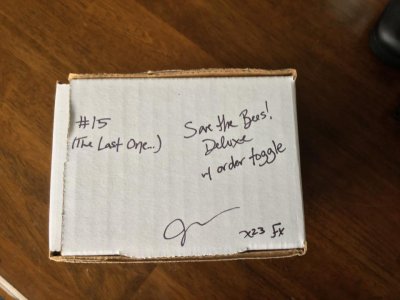 #15
(The Last One...)
Save the Bees!
Deluxe
w/ order toggle
x23 Fx